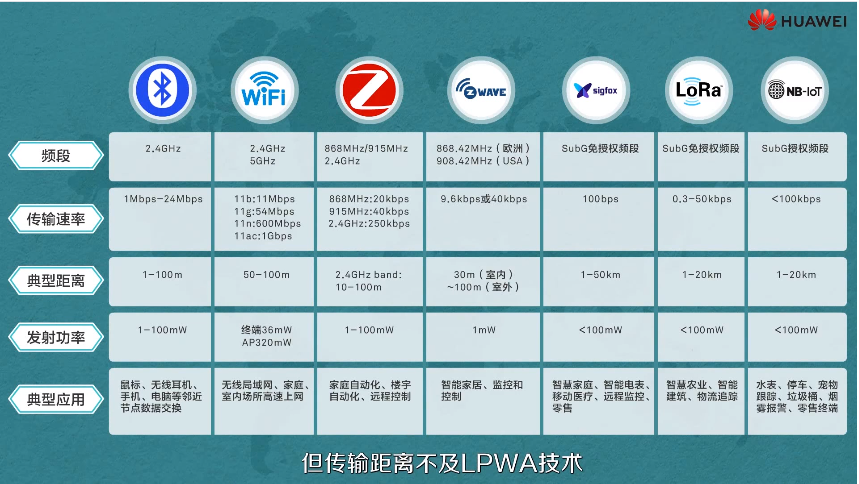 HUAWEI
WiFi
Z WAVE
sigfox
LoRa
NB-IoT
频段
2.4GHz
2.4GHz
5GHz
868MHz/915MHz
2.4GHz
868.42MHz（欧洲）
908.42MHz（USA）
SubG免授权频段
SubG免授权频段
SubG授权频段
传输速率
1Mbps-24Mbps
11b:11Mbps
11g:54Mbps
11n:600Mbps
11ac:1Gbps
868MHz:20kbps
915MHz:40kbps
2.4GHz:250kbps
9.6kbps或40kbps
100bps
0.3-50kbps
<100kbps
典型距离
1-100m
50-100m
2.4GHz band:
10-100m
30m（室内）
~100m（室外）
1-50km
1-20km
1-20km
发射功率
1-100mW
终端36mW
AP320mW
1-100mW
1mW
<100mW
<100mW
<100mW
典型应用
鼠标、无线耳机、
手机、电脑等邻近
节点数据交换
无线局域网、家庭、
室内场所高速上网
家庭自动化、楼宇
自动化、远程控制
智能家居、监控和
控制
智慧家庭、智能电表、
移动医疗、远程监控、
零售
智慧农业、智能
建筑、物流追踪
水表、停车、宠物
跟踪、垃圾桶、烟
雾报警、零售终端
但传输距离不及LPWA技术